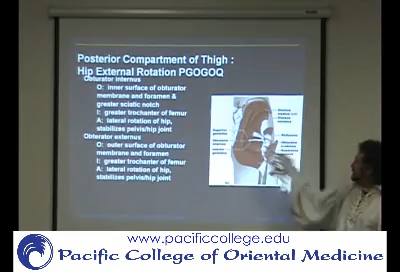 Posterior Compartment of Thigh :
Hip External Rotation PGOGOQ
Obturator internus
O: inner surface of obturator
membrane and foramen &
greater sciatic notch
I: greater trochanter of femur
A: lateral rotation of hip,
stabilizes pelvis/hip joint
Obterator externus
O: outer surface of obturator
membrane and foramen
I: greater trochanter of femur
A: lateral rotation of hip,
stabilizes pelvis/hip joint
www.pacificcollege.edu
Pacific College of Oriental Medicine